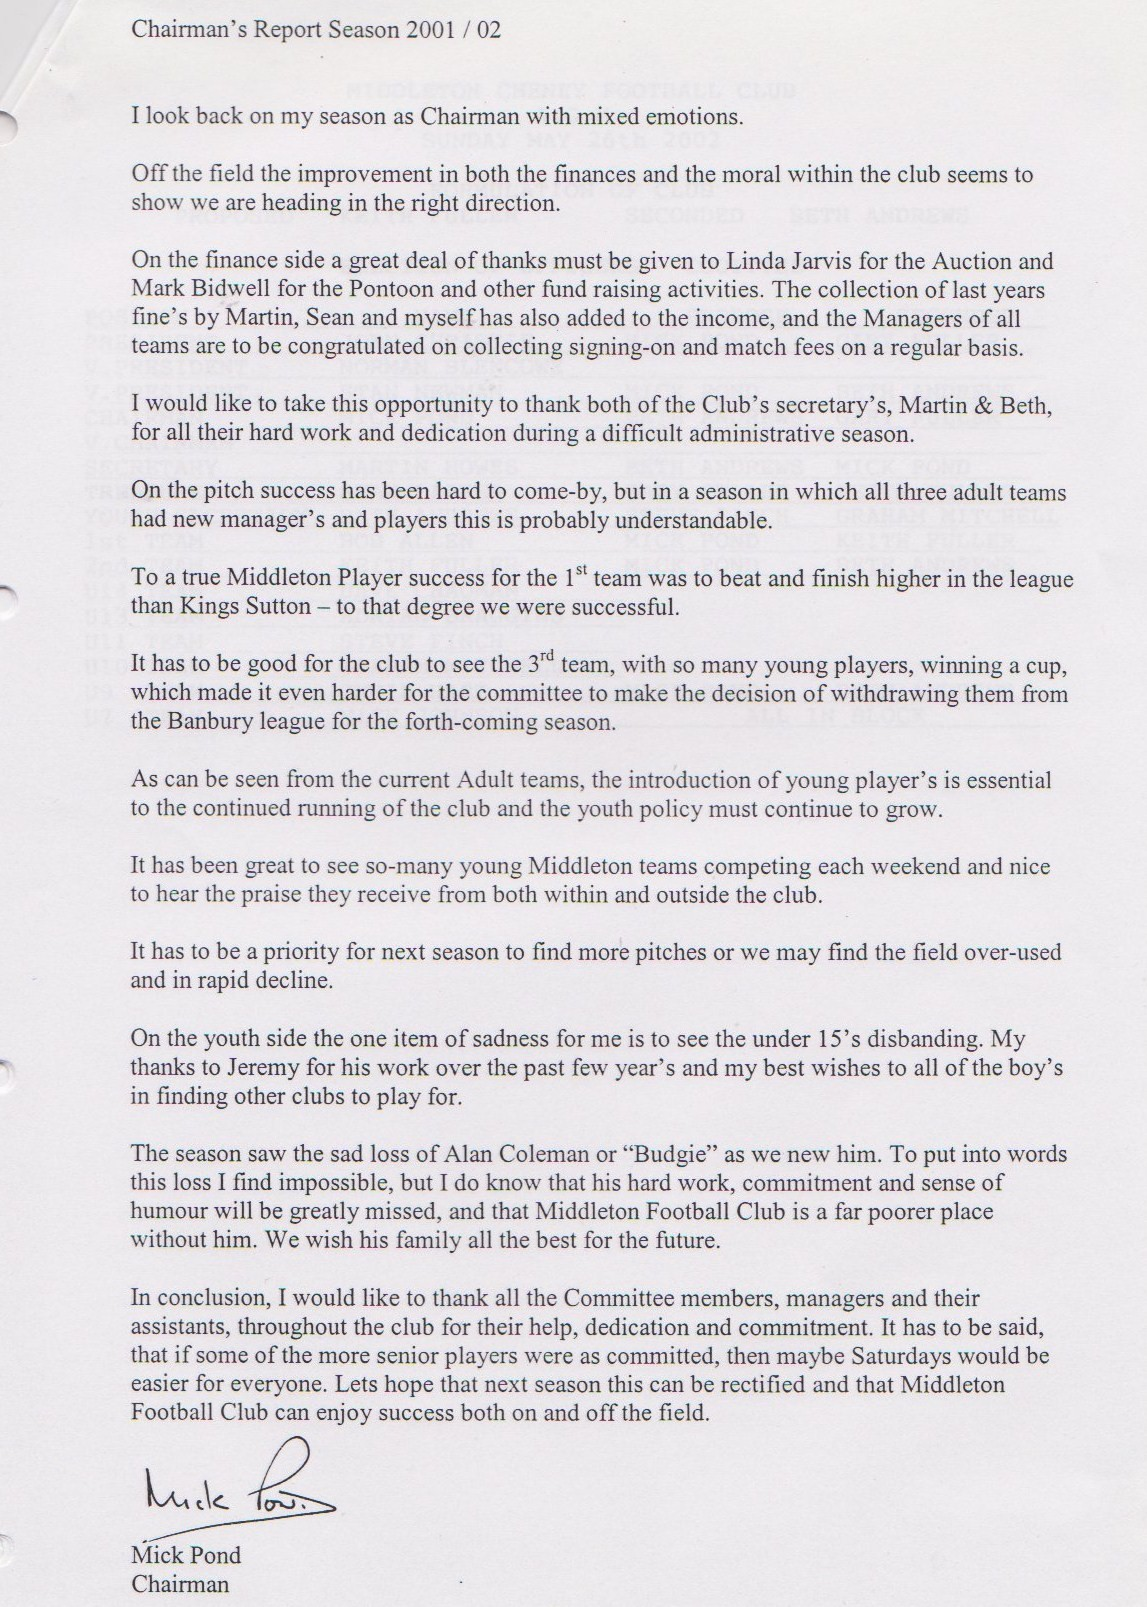 Chairman's Report Season 2001 / 02
I look back on my season as Chairman with mixed emotions.
Off the field the improvement in both the finances and the moral within the club seems to
show we are heading in the right direction.
On the finance side a great deal of thanks must be given to Linda Jarvis for the Auction and
Mark Bidwell for the Pontoon and other fund raising activities. The collection of last years
fine's by Martin, Sean and myself has also added to the income, and the Managers of all
teams are to be congratulated on collecting signing-on and match fees on a regular basis.
I would like to take this opportunity to thank both of the Club's secretary's, Martin & Beth,
for all their hard work and dedication during a difficult administrative season.
On the pitch success has been hard to come-by, but in a season in which all three adult teams
had new manager's and players this is probably understandable.
To a true Middleton Player success for the 1st team was to beat and finish higher in the league
than Kings Sutton – to that degree we were successful.
It has to be good for the club to see the 3rd team, with so many young players, winning a cup,
which made it even harder for the committee to make the decision of withdrawing them from
the Banbury league for the forth-coming season.
As can be seen from the current Adult teams, the introduction of young player's is essential
to the continued running of the club and the youth policy must continue to grow.
It has been great to see so-many young Middleton teams competing each weekend and nice
to hear the praise they receive from both within and outside the club.
It has to be a priority for next season to find more pitches or we may find the field over-used
and in rapid decline.
On the youth side the one item of sadness for me is to see the under 15's disbanding. My
thanks to Jeremy for his work over the past few year's and my best wishes to all of the boy's
in finding other clubs to play for.
The season saw the sad loss of Alan Coleman or “Budgie” as we new him. To put into words
this loss I find impossible, but I do know that his hard work, commitment and sense of
humour will be greatly missed, and that Middleton Football Club is a far poorer place
without him. We wish his family all the best for the future.
In conclusion, I would like to thank all the Committee members, managers and their
assistants, throughout the club for their help, dedication and commitment. It has to be said,
that if some of the more senior players were as committed, then maybe Saturdays would be
easier for everyone. Lets hope that next season this can be rectified and that Middleton
Football Club can enjoy success both on and off the field.
Mick Pond
Mick Pond
Chairman